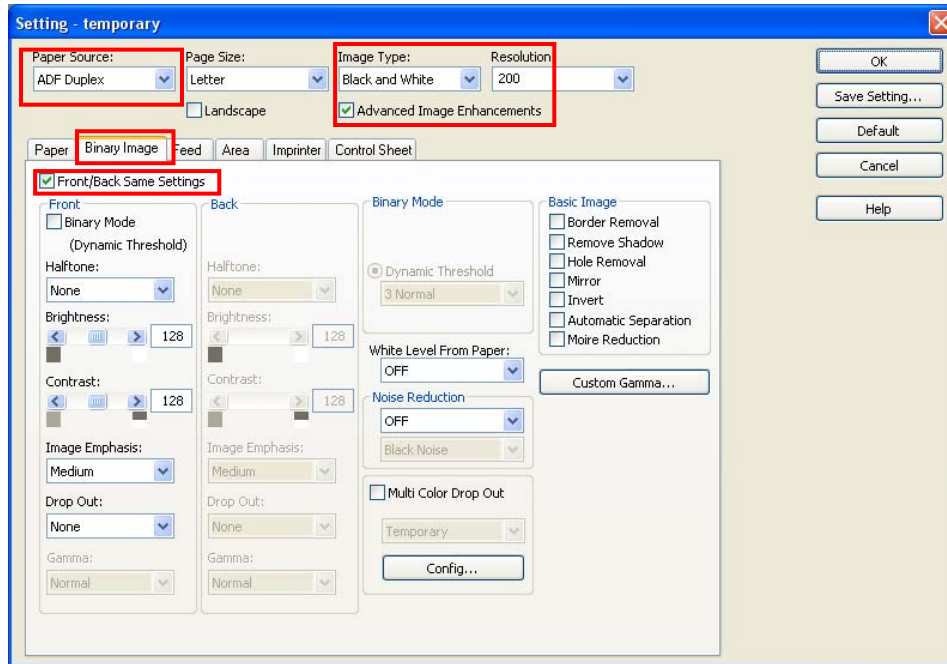 Setting - temporary
Paper Source: Page Size: Image Type: Resolution
ADF Duplex Letter Black and White 200
Landscape Advanced Image Enhancements
OK
Save Setting...
Default
Cancel
Help
Paper Binary Image Feed Area Imprinter Control Sheet
Front/Back Same Settings
Front
Binary Mode
(Dynamic Threshold)
Halftone:
None
Brightness:
128
Contrast:
128
Image Emphasis:
Medium
Drop Out:
None
Gamma:
Normal
Back
Halftone:
None
Brightness:
128
Contrast:
128
Image Emphasis:
Medium
Drop Out:
None
Gamma:
Normal
Binary Mode
Dynamic Threshold
3 Normal
White Level From Paper:
OFF
Noise Reduction
OFF
Black Noise
Multi Color Drop Out
Temporary
Config...
Basic Image
Border Removal
Remove Shadow
Hole Removal
Mirror
Invert
Automatic Separation
Moire Reduction
Custom Gamma...